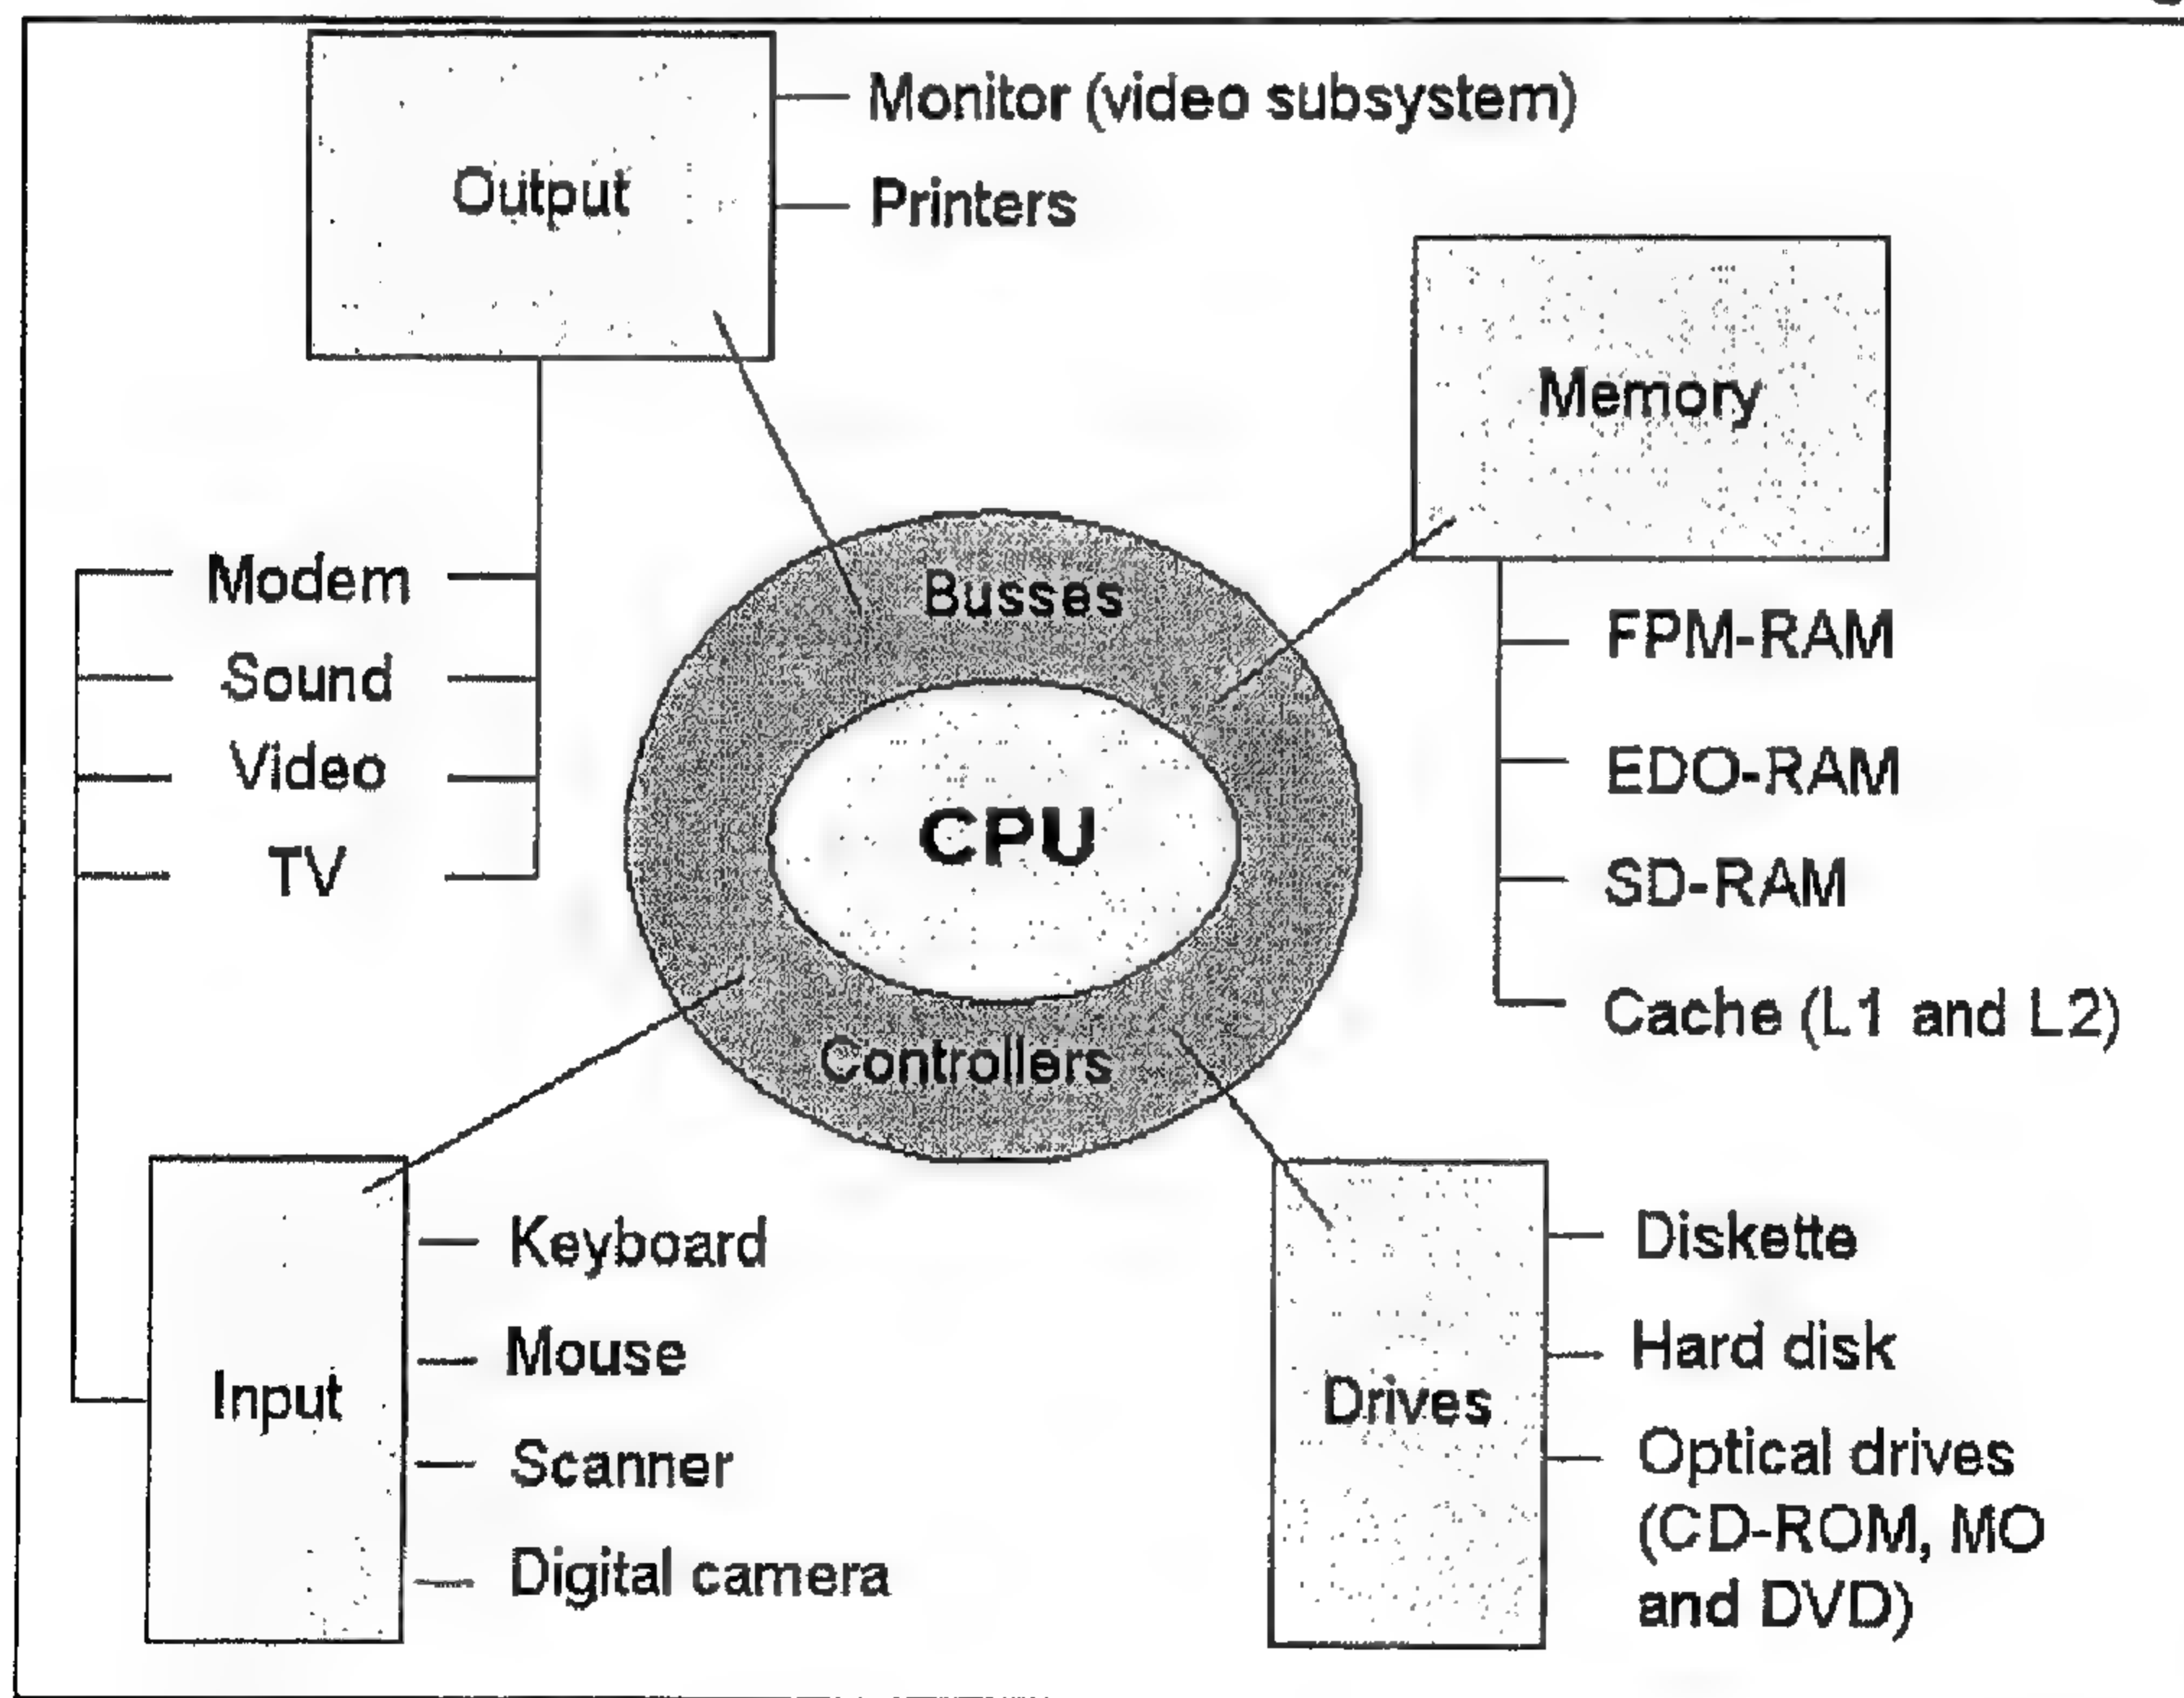 Output
Monitor (video subsystem)
Printers
Memory
FPM-RAM
EDO-RAM
SD-RAM
Cache (L1 and L2)
Modem
Sound
Video
TV
Busses
CPU
Controllers
Input
Keyboard
Mouse
Scanner
Digital camera
Drives
Diskette
Hard disk
Optical drives
(CD-ROM, MO
and DVD)